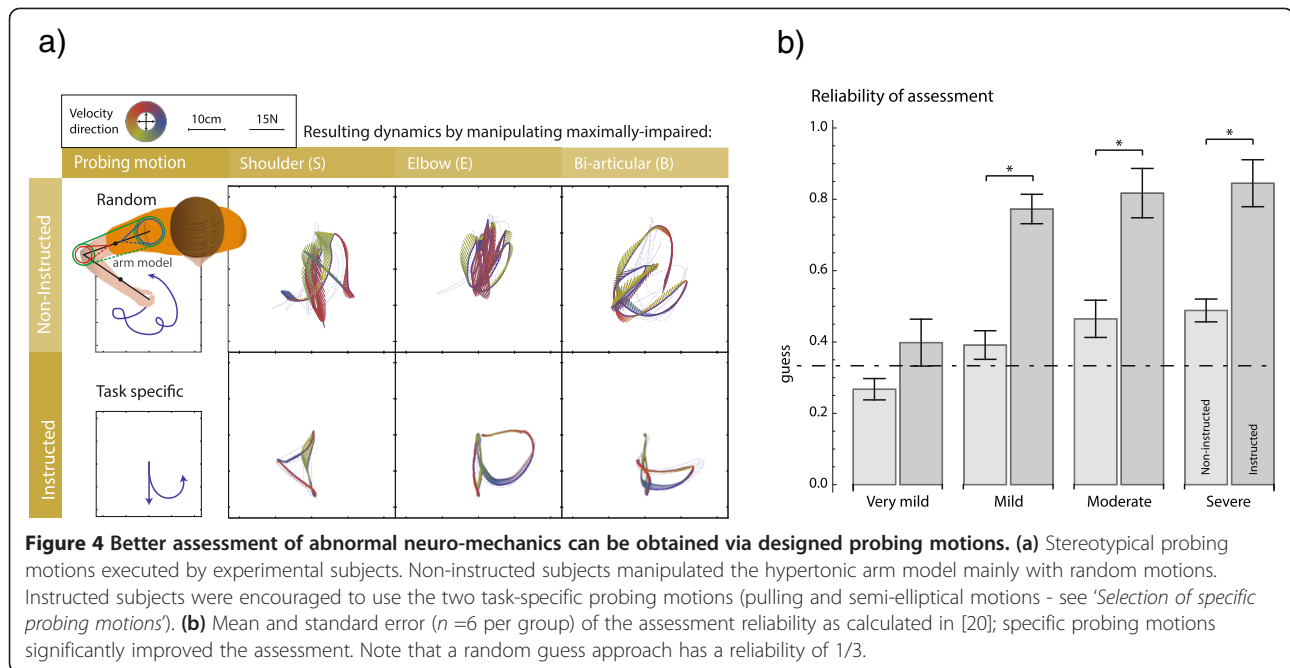 a)
Velocity direction
10cm
15N
Resulting dynamics by manipulating maximally-impaired:
Probing motion
Shoulder (S)
Elbow (E)
Bi-articular (B)
Non-Instructed
Random
arm model
Instructed
Task specific
b)
Reliability of assessment
1.0
0.8
0.6
0.4
guess
0.2
0.0
Non-instructed
Instructed
*
*
*
Very mild
Mild
Moderate
Severe
Figure 4 Better assessment of abnormal neuro-mechanics can be obtained via designed probing motions. (a) Stereotypical probing
motions executed by experimental subjects. Non-instructed subjects manipulated the hypertonic arm model mainly with random motions.
Instructed subjects were encouraged to use the two task-specific probing motions (pulling and semi-elliptical motions - see 'Selection of specific
probing motions'). (b) Mean and standard error (n =6 per group) of the assessment reliability as calculated in [20]; specific probing motions
significantly improved the assessment. Note that a random guess approach has a reliability of 1/3.